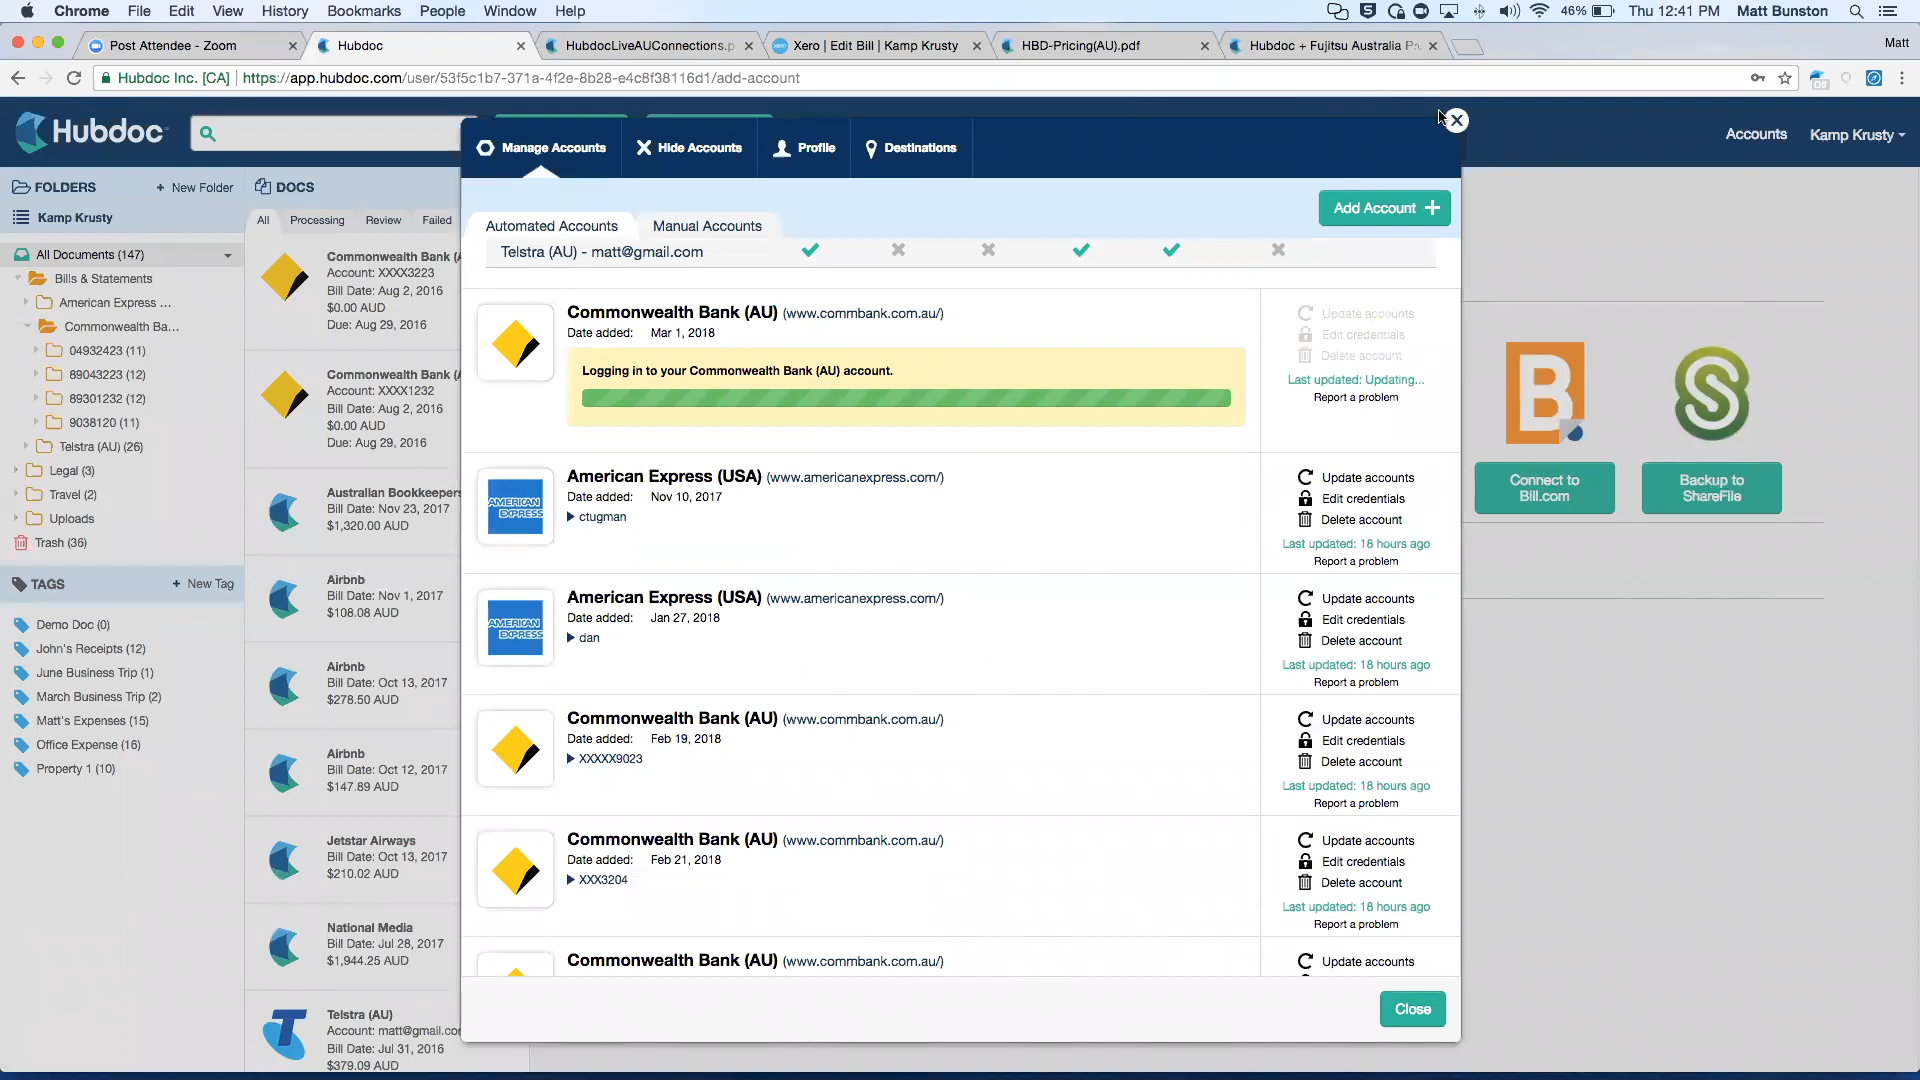 Chrome File Edit View History Bookmarks People Window Help 46% Thu 12:41 PM Matt Bunston
Post Attendee - Zoom Hubdoc HubdocLiveAUConnections.p Xero | Edit Bill | Kamp Krusty HBD-Pricing(AU).pdf Hubdoc + Fujitsu Australia Pa Matt
Hubdoc Inc. [CA] https://app.hubdoc.com/user/53f5c1b7-371a-4f2e-8b28-e4c8f38116d1/add-account
Hubdoc
Accounts Kamp Krusty
Manage Accounts Hide Accounts Profile Destinations
FOLDERS + New Folder
Kamp Krusty
All Documents (147)
Bills & Statements
American Express ...
Commonwealth Ba...
04932423 (11)
89043223 (12)
89301232 (12)
9038120 (11)
Telstra (AU) (26)
Legal (3)
Travel (2)
Uploads
Trash (36)
TAGS + New Tag
Demo Doc (0)
John's Receipts (12)
June Business Trip (1)
March Business Trip (2)
Matt's Expenses (15)
Office Expense (16)
Property 1 (10)
DOCS
All Processing Review Failed
Commonwealth Bank (A
Account: XXXX3223
Bill Date: Aug 2, 2016
$0.00 AUD
Due: Aug 29, 2016
Commonwealth Bank (A
Account: XXXX1232
Bill Date: Aug 2, 2016
$0.00 AUD
Due: Aug 29, 2016
Australian Bookkeepers
Bill Date: Nov 23, 2017
$1,320.00 AUD
Airbnb
Bill Date: Nov 1, 2017
$108.08 AUD
Airbnb
Bill Date: Oct 13, 2017
$278.50 AUD
Airbnb
Bill Date: Oct 12, 2017
$147.89 AUD
Jetstar Airways
Bill Date: Oct 13, 2017
$210.02 AUD
National Media
Bill Date: Jul 28, 2017
$1,944.25 AUD
Telstra (AU)
Account: matt@gmail.co
Bill Date: Jul 31, 2016
$379.09 AUD
Add Account +
Automated Accounts Manual Accounts
Telstra (AU) - matt@gmail.com
Commonwealth Bank (AU) (www.commbank.com.au/)
Date added: Mar 1, 2018
Logging in to your Commonwealth Bank (AU) account.
Update accounts
Edit credentials
Delete account
Last updated: Updating...
Report a problem
AMERICAN EXPRESS
American Express (USA) (www.americanexpress.com/)
Date added: Nov 10, 2017
ctugman
Update accounts
Edit credentials
Delete account
Last updated: 18 hours ago
Report a problem
AMERICAN EXPRESS
American Express (USA) (www.americanexpress.com/)
Date added: Jan 27, 2018
dan
Update accounts
Edit credentials
Delete account
Last updated: 18 hours ago
Report a problem
Commonwealth Bank (AU) (www.commbank.com.au/)
Date added: Feb 19, 2018
XXXXX9023
Update accounts
Edit credentials
Delete account
Last updated: 18 hours ago
Report a problem
Commonwealth Bank (AU) (www.commbank.com.au/)
Date added: Feb 21, 2018
XXX3204
Update accounts
Edit credentials
Delete account
Last updated: 18 hours ago
Report a problem
Commonwealth Bank (AU) (www.commbank.com.au/)
Update accounts
Close
Connect to
Bill.com
Backup to
ShareFile